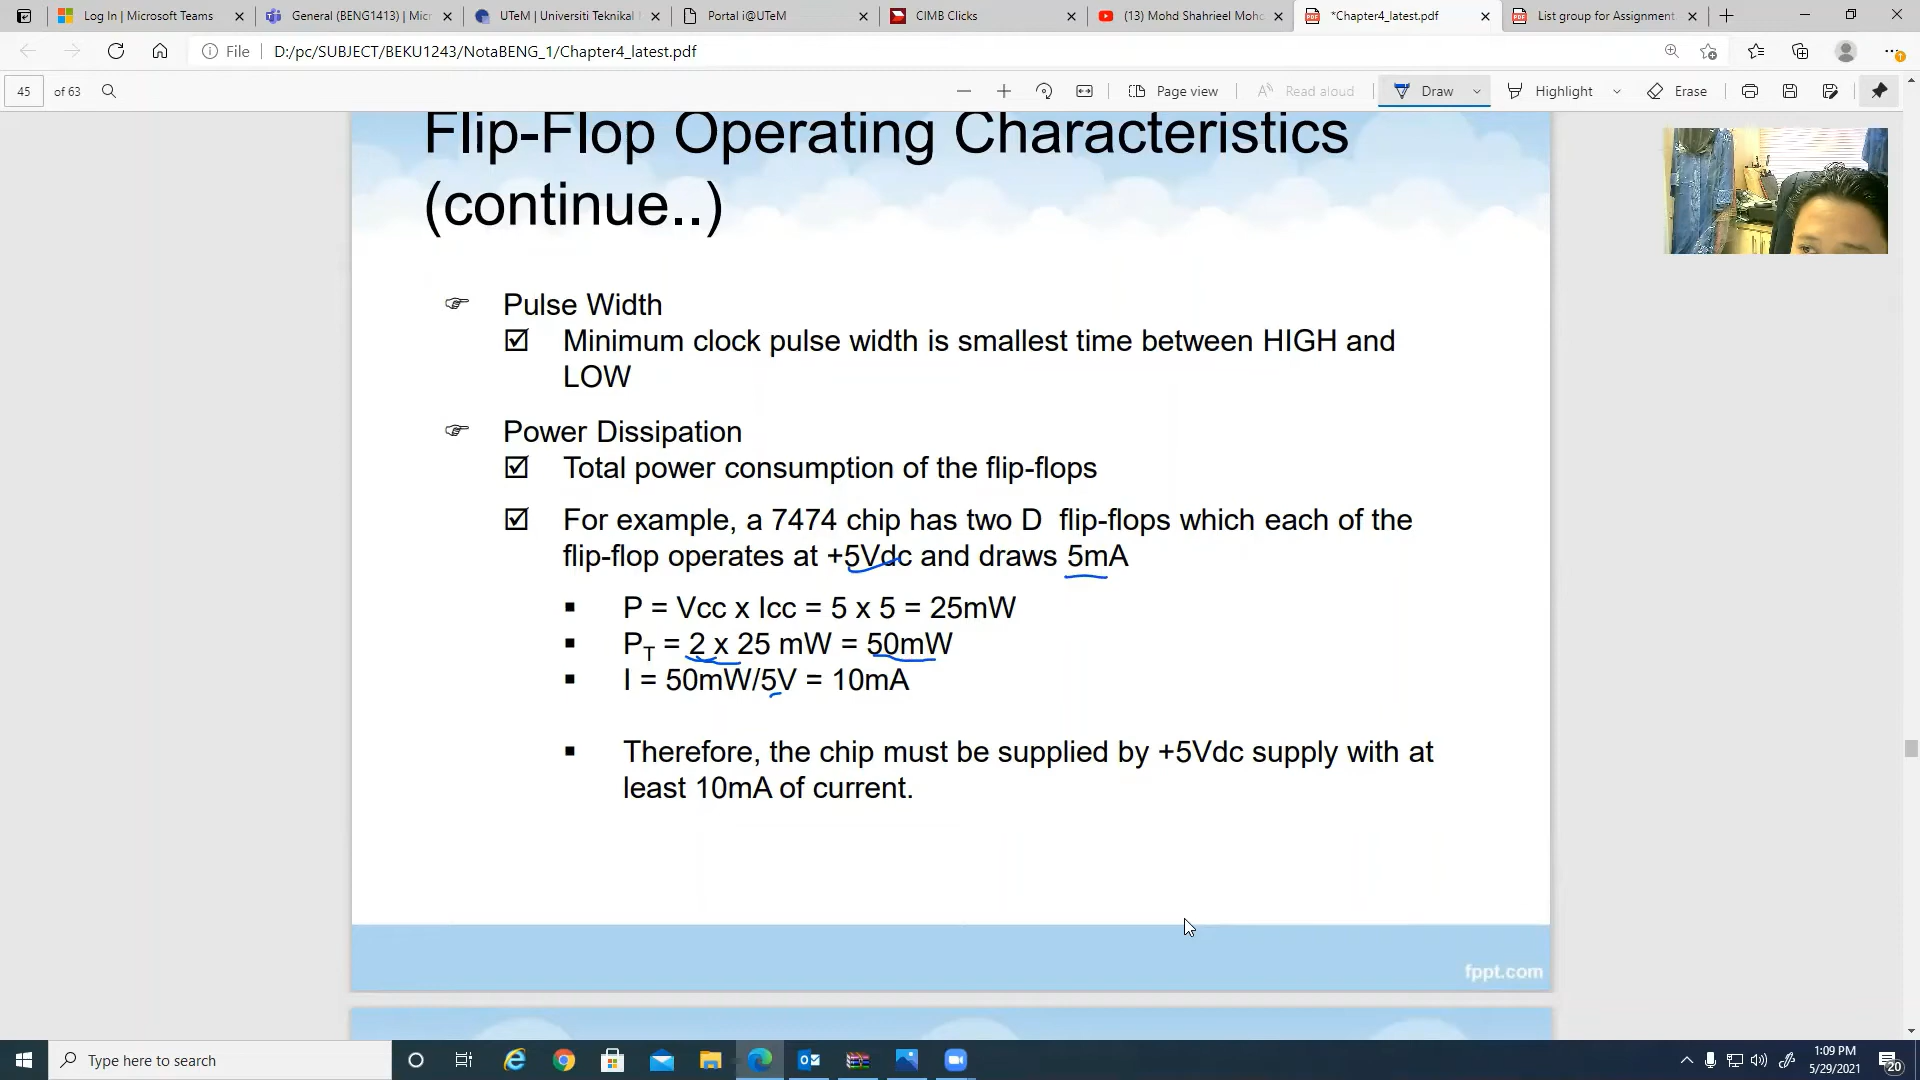 Log In | Microsoft Teams
General (BENG1413) | Micr
UTeM | Universiti Teknikal
Portal i@UTeM
CIMB Clicks
(13) Mohd Shahrieel Moho
*Chapter4_latest.pdf
List group for Assignment
File D:/pc/SUBJECT/BEKU1243/NotaBENG_1/Chapter4_latest.pdf
45 of 63 Page view Read aloud Draw Highlight Erase
Flip-Flop Operating Characteristics
(continue..)
Pulse Width
Minimum clock pulse width is smallest time between HIGH and
LOW
Power Dissipation
Total power consumption of the flip-flops
For example, a 7474 chip has two D flip-flops which each of the
flip-flop operates at +5Vdc and draws 5mA
P = Vcc x Icc = 5 x 5 = 25mW
PT = 2 x 25 mW = 50mW
I = 50mW/5V = 10mA
Therefore, the chip must be supplied by +5Vdc supply with at
least 10mA of current.
fppt.com
Type here to search
1:09 PM
5/29/2021
20